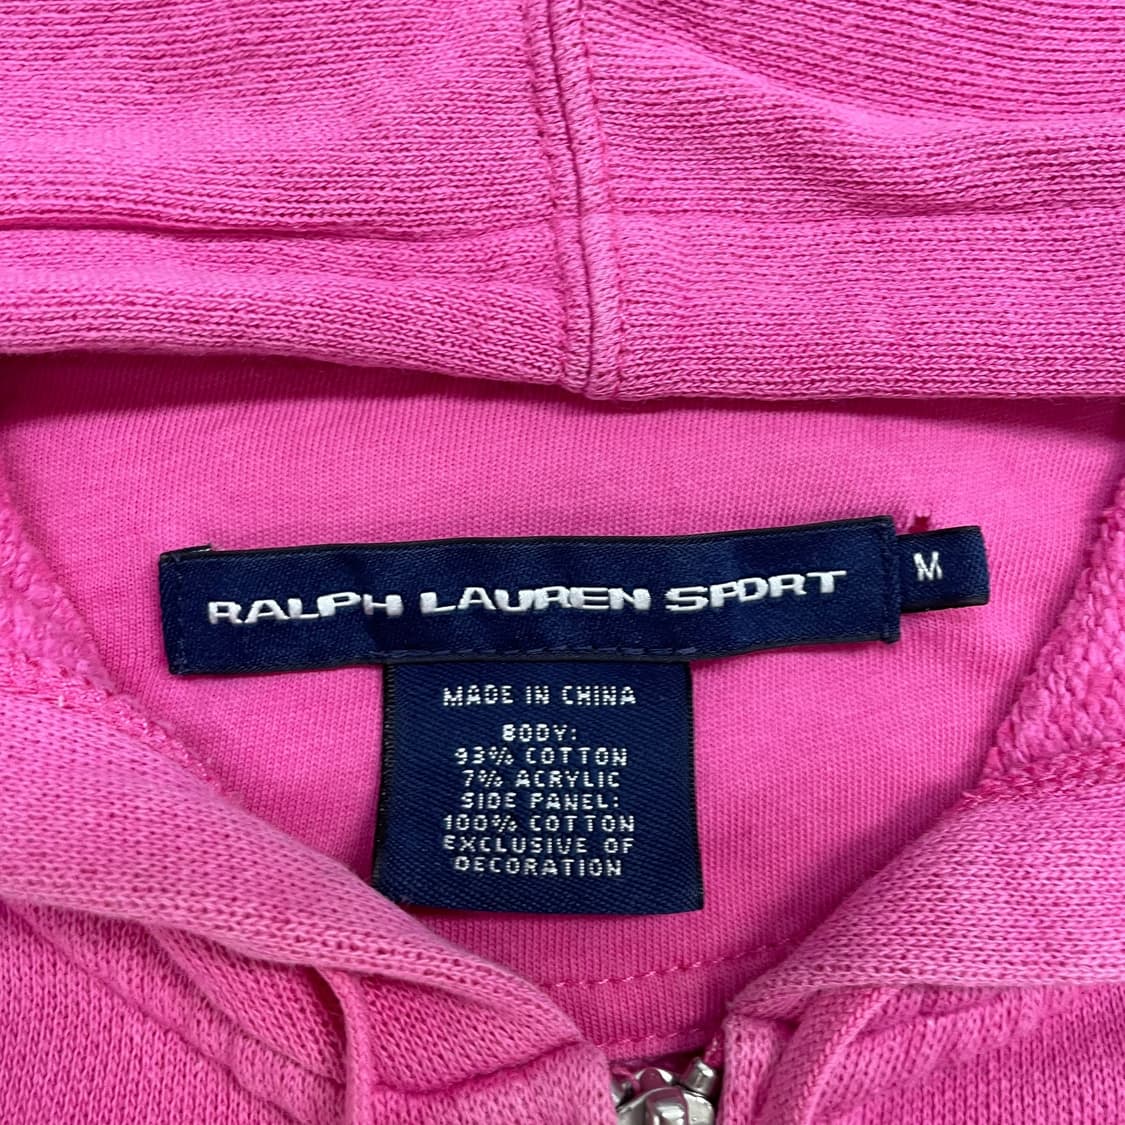 RALPH LAUREN SPORT
M
MADE IN CHINA
BODY:
93% COTTON
7% ACRYLIC
SIDE PANEL:
100% COTTON
EXCLUSIVE OF
DECORATION